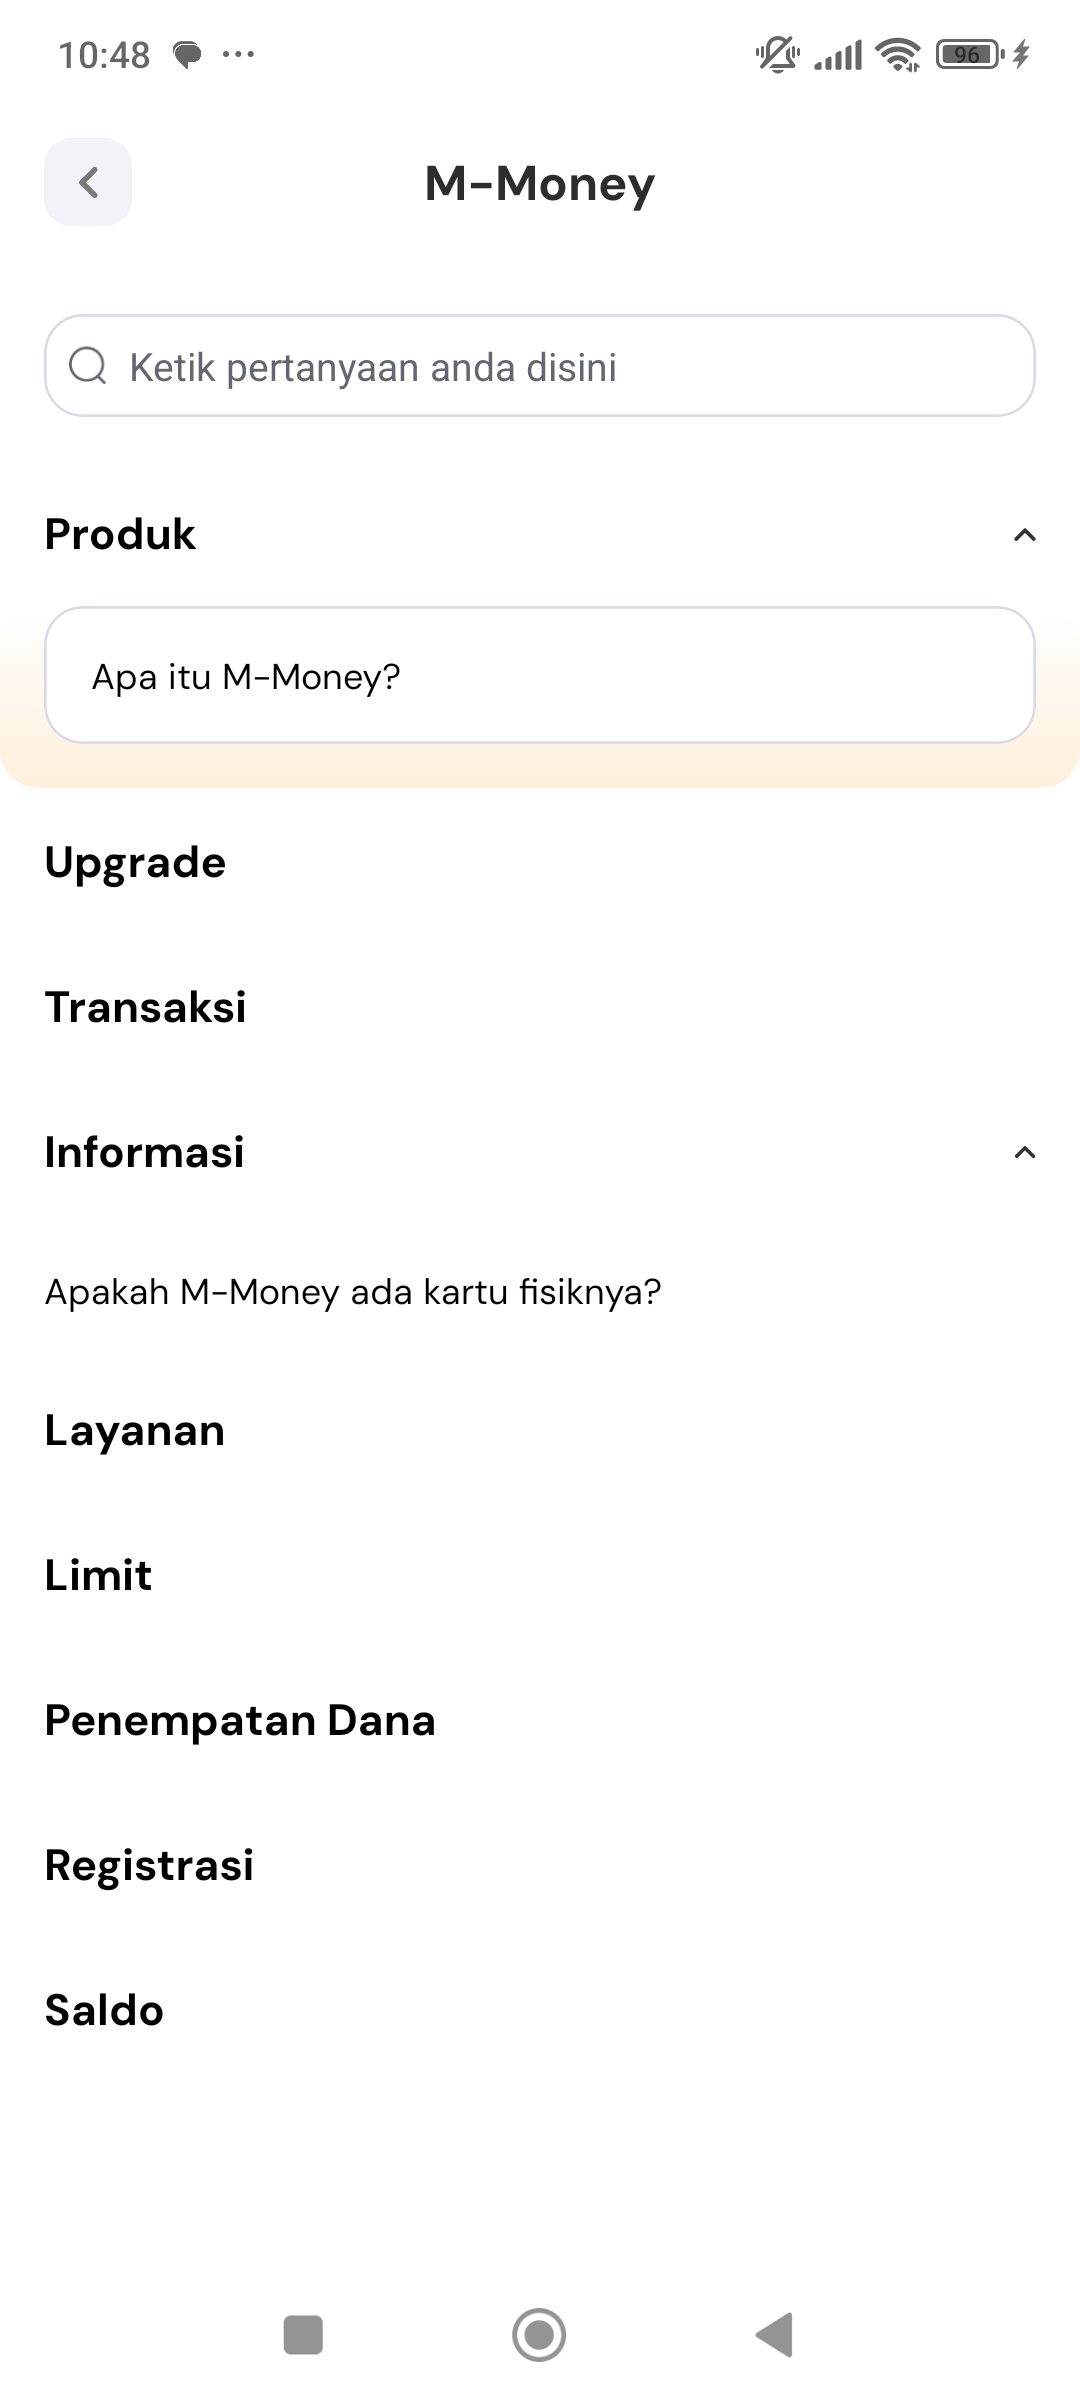 10:48
96
M-Money
Ketik pertanyaan anda disini
Produk
Apa itu M-Money?
Upgrade
Transaksi
Informasi
Apakah M-Money ada kartu fisiknya?
Layanan
Limit
Penempatan Dana
Registrasi
Saldo